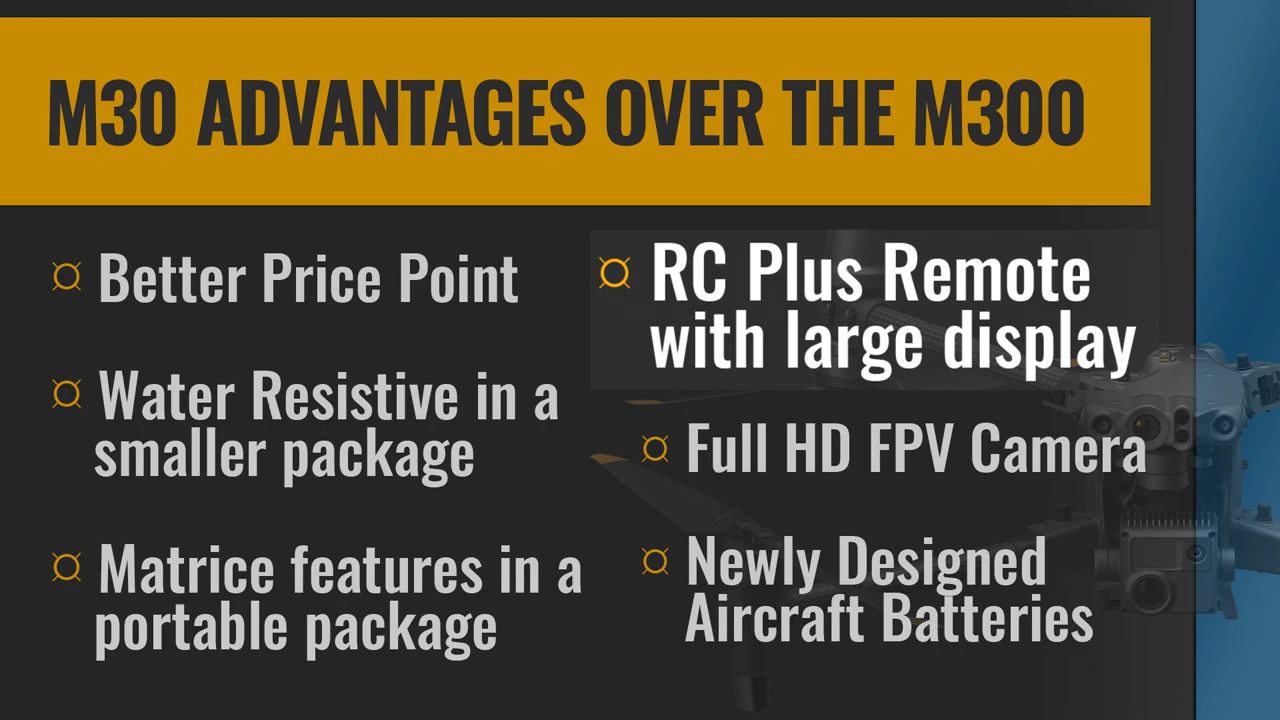 M30 ADVANTAGES OVER THE M300
Better Price Point
Water Resistive in a
smaller package
Matrice features in a
portable package
RC Plus Remote
with large display
Full HD FPV Camera
Newly Designed
Aircraft Batteries